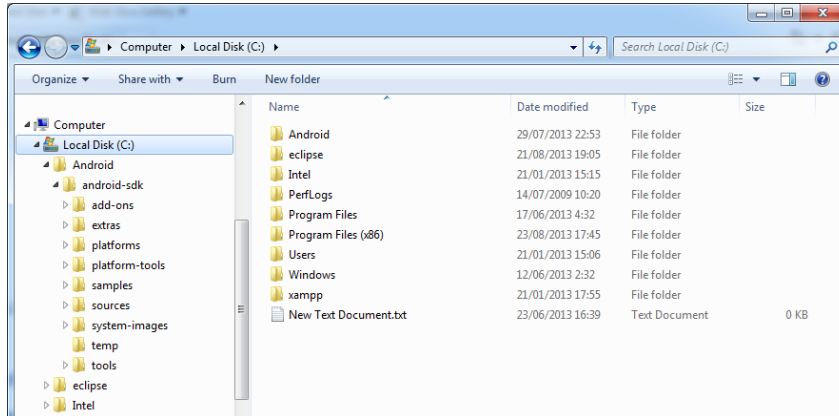 Computer Local Disk (C:) Search Local Disk (C:)
Organize Share with Burn New folder
Name Date modified Type Size
Computer
Local Disk (C:)
Android
android-sdk
add-ons
extras
platforms
platform-tools
samples
sources
system-images
temp
tools
eclipse
Intel
Android 29/07/2013 22:53 File folder
eclipse 21/08/2013 19:05 File folder
Intel 21/01/2013 15:15 File folder
PerfLogs 14/07/2009 10:20 File folder
Program Files 17/06/2013 4:32 File folder
Program Files (x86) 23/08/2013 17:45 File folder
Users 21/01/2013 15:06 File folder
Windows 12/06/2013 2:32 File folder
xampp 21/01/2013 17:55 File folder
New Text Document.txt 23/06/2013 16:39 Text Document 0 KB